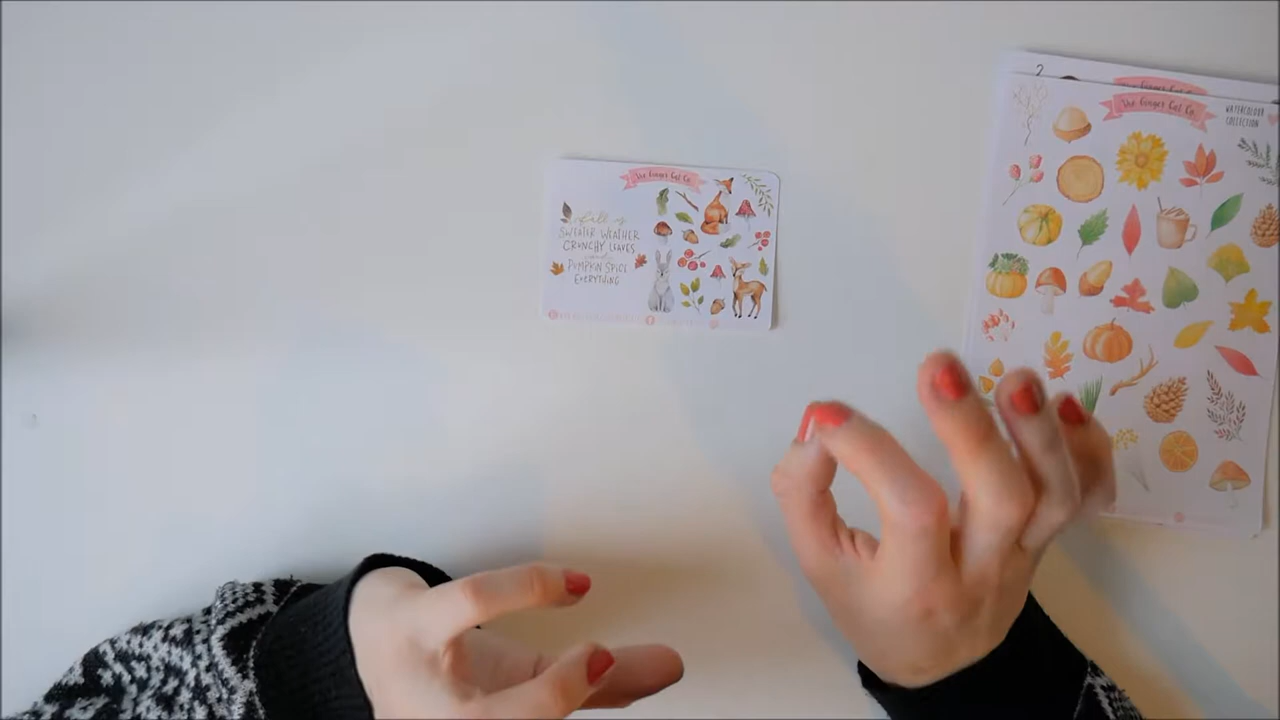 The Ginger Cat Co.
Fall is
SWEATER WEATHER
CRUNCHY LEAVES
and
PUMPKIN SPICE
EVERYTHING
The Ginger Cat Co.
WATERCOLOUR
COLLECTION